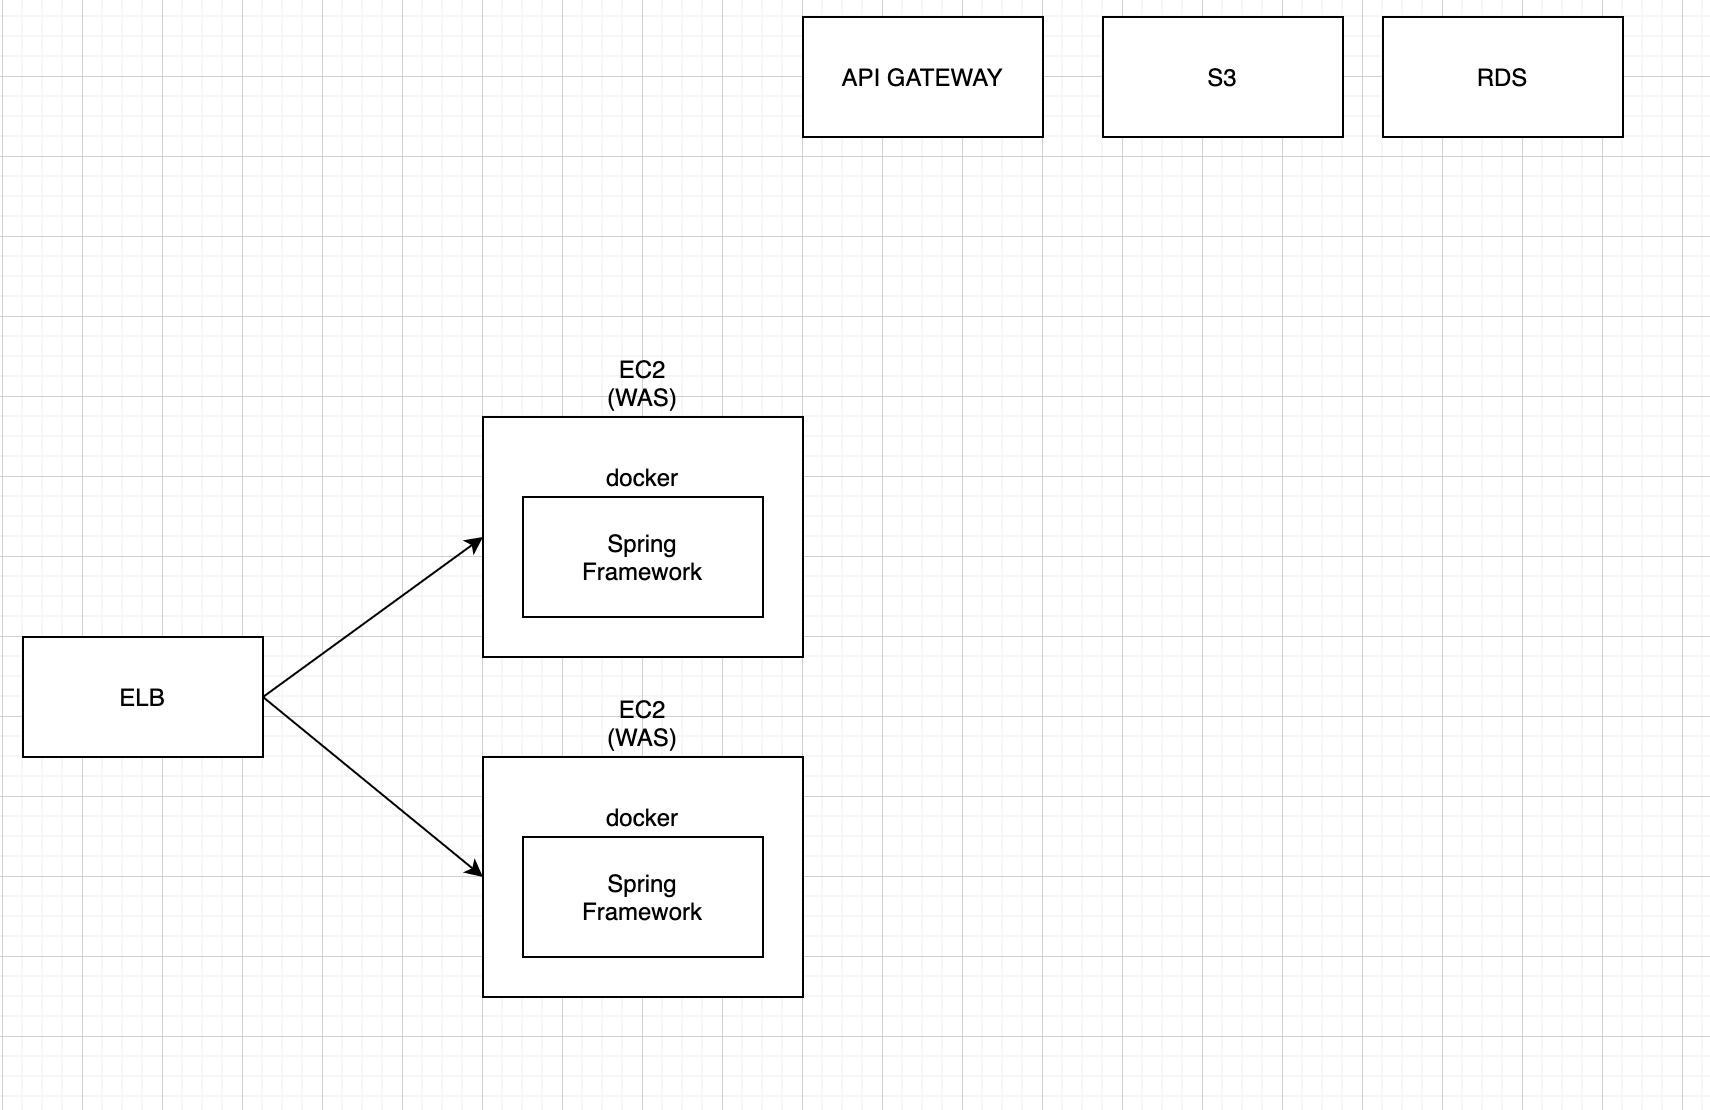 API GATEWAY
S3
RDS
EC2
(WAS)
docker
Spring
Framework
ELB
EC2
(WAS)
docker
Spring
Framework